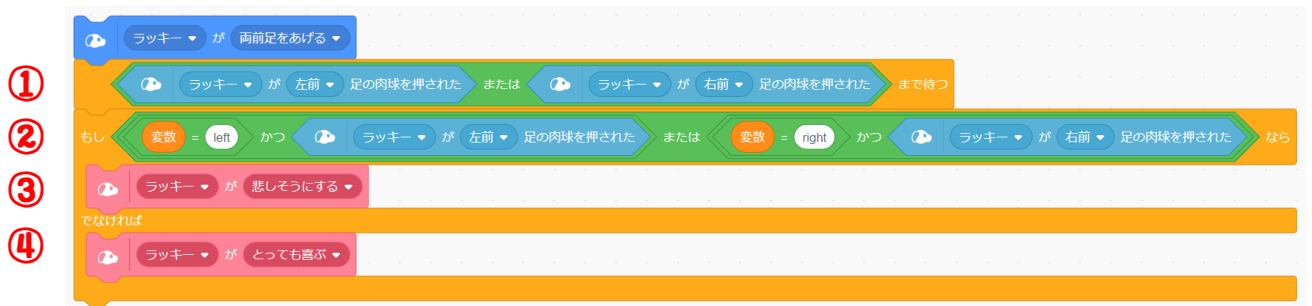 ラッキー が 両前足をあげる
① ラッキー が 左前 足の肉球を押された または ラッキー が 右前 足の肉球を押された まで待つ
② もし 変数 = left かつ ラッキー が 左前 足の肉球を押された または 変数 = right かつ ラッキー が 右前 足の肉球を押された なら
③ ラッキー が 悲しそうにする
でなければ
④ ラッキー が とっても喜ぶ